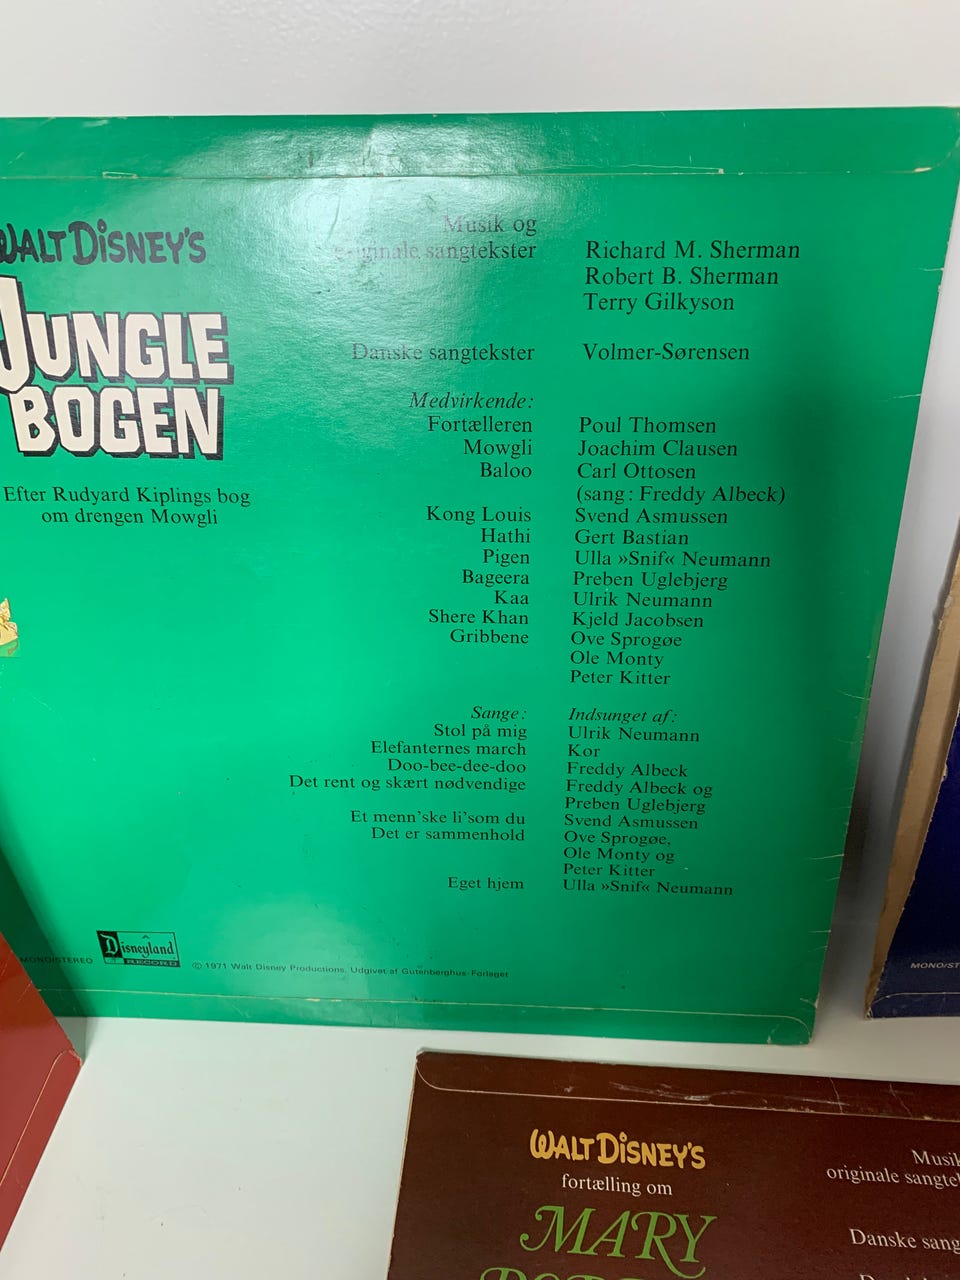 WALT DISNEY'S
JUNGLE
BOGEN
Efter Rudyard Kiplings bog
om drengen Mowgli
Musik og
originale sangtekster Richard M. Sherman
Robert B. Sherman
Terry Gilkyson
Danske sangtekster Volmer-Sørensen
Medvirkende:
Fortælleren Poul Thomsen
Mowgli Joachim Clausen
Baloo Carl Ottosen
(sang: Freddy Albeck)
Kong Louis Svend Asmussen
Hathi Gert Bastian
Pigen Ulla »Snif« Neumann
Bageera Preben Uglebjerg
Kaa Ulrik Neumann
Shere Khan Kjeld Jacobsen
Gribbene Ove Sprogøe
Ole Monty
Peter Kitter
Sange: Indsunget af:
Stol på mig Ulrik Neumann
Elefanternes march Kor
Doo-bee-dee-doo Freddy Albeck
Det rent og skært nødvendige Freddy Albeck og
Preben Uglebjerg
Et menn'ske li'som du Svend Asmussen
Det er sammenhold Ove Sprogøe,
Ole Monty og
Peter Kitter
Eget hjem Ulla »Snif« Neumann
MONO/STEREO
Disneyland
RECORD
© 1971 Walt Disney Productions. Udgivet af Gutenberghus-Forlaget
MONO/ST
WALT DISNEY'S
fortælling om
MARY
Musik
originale sangte
Danske sang